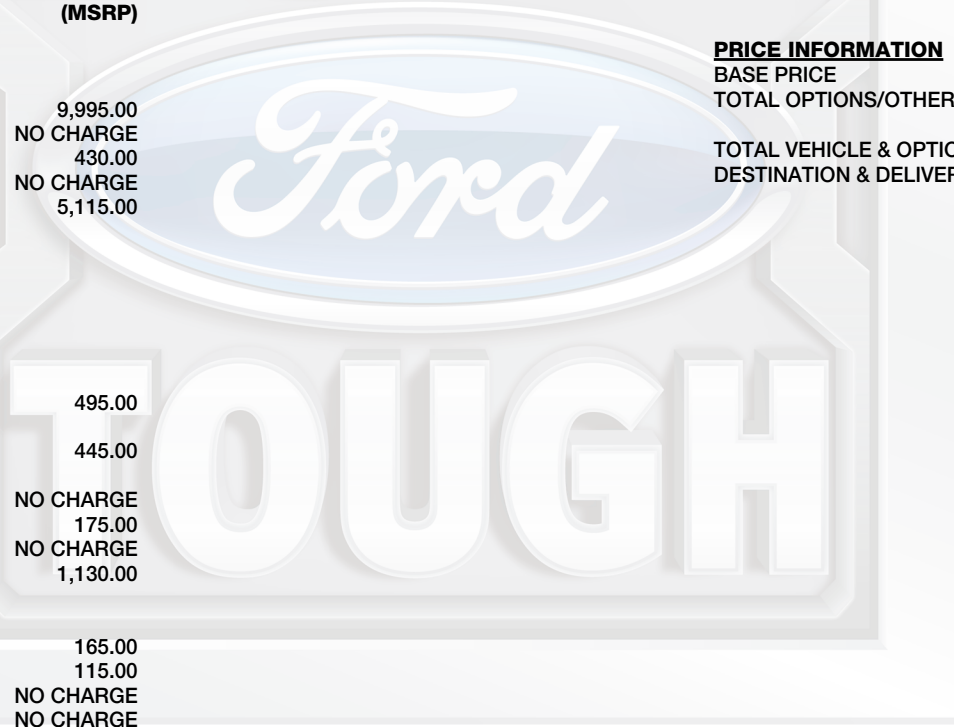 (MSRP)
9,995.00
NO CHARGE
430.00
NO CHARGE
5,115.00
495.00
445.00
NO CHARGE
175.00
NO CHARGE
1,130.00
165.00
115.00
NO CHARGE
NO CHARGE
PRICE INFORMATION
BASE PRICE
TOTAL OPTIONS/OTHER
TOTAL VEHICLE & OPTIO
DESTINATION & DELIVER
Ford
TOUGH